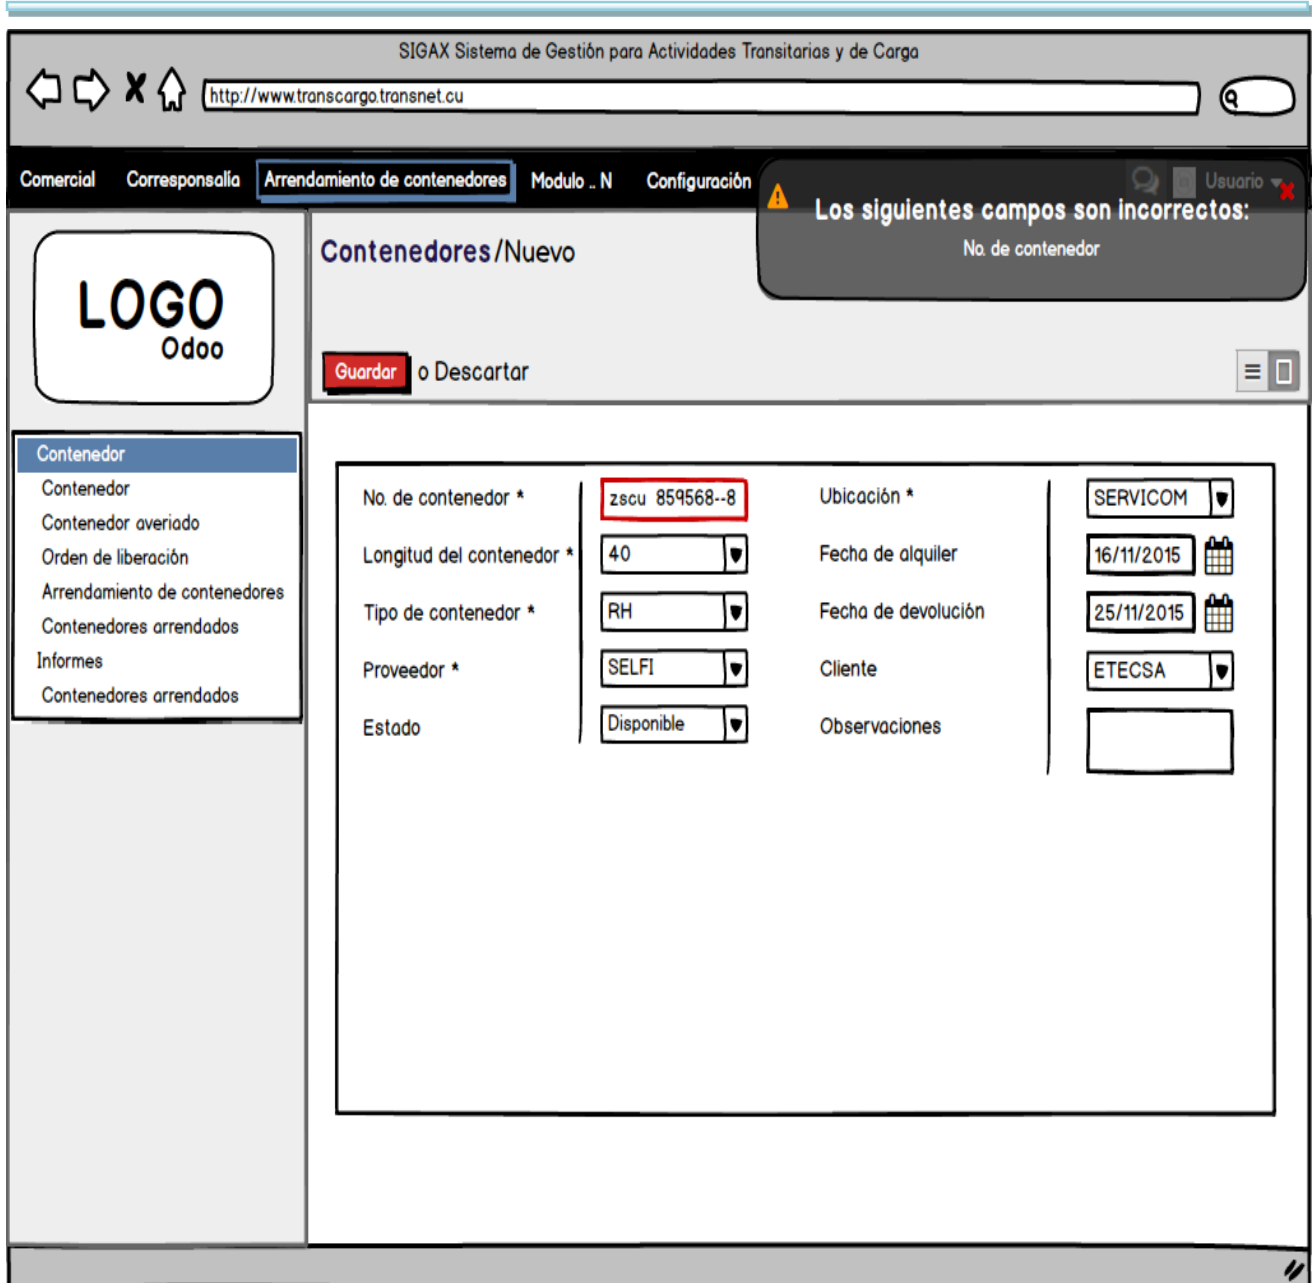 SIGAX Sistema de Gestión para Actividades Transitarias y de Carga
http://www.transcargo.transnet.cu
Comercial Corresponsalía Arrendamiento de contenedores Modulo .. N Configuración Usuario
Los siguientes campos son incorrectos:
No. de contenedor
Contenedores/Nuevo
LOGO
Odoo
Guardar o Descartar
Contenedor
Contenedor
Contenedor averiado
Orden de liberación
Arrendamiento de contenedores
Contenedores arrendados
Informes
Contenedores arrendados
No. de contenedor * zscu 859568--8 Ubicación * SERVICOM
Longitud del contenedor * 40 Fecha de alquiler 16/11/2015
Tipo de contenedor * RH Fecha de devolución 25/11/2015
Proveedor * SELFI Cliente ETECSA
Estado Disponible Observaciones